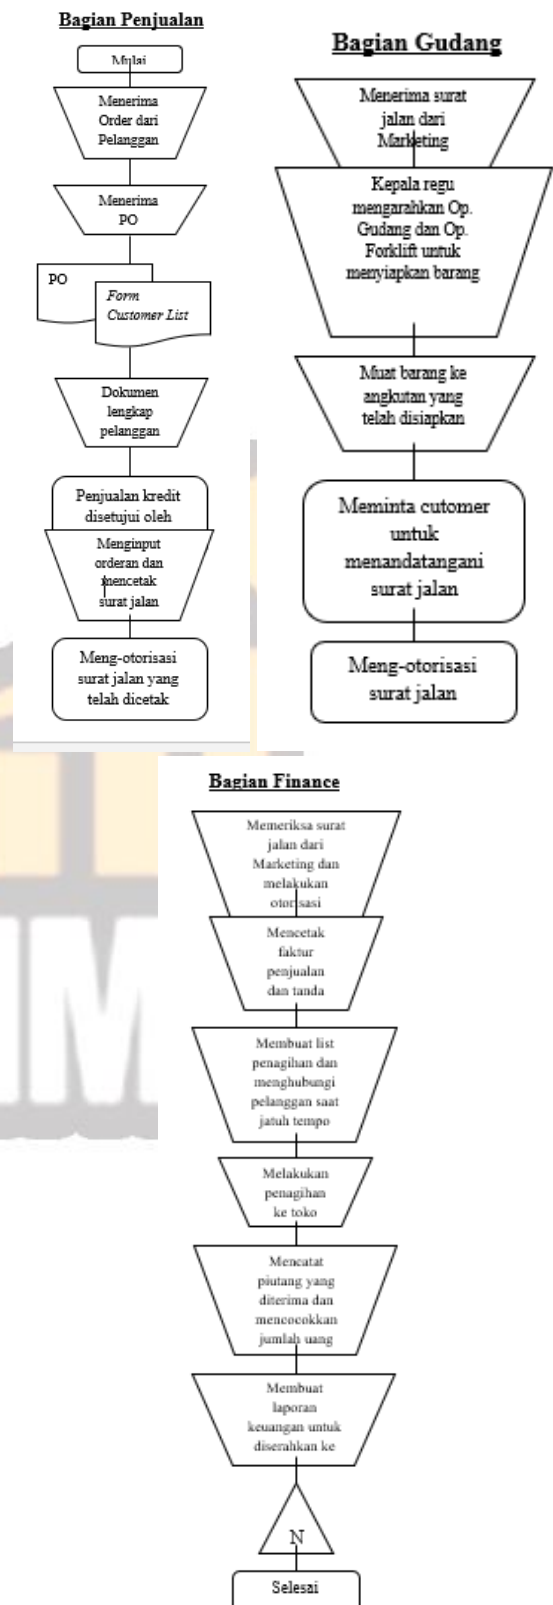 Bagian Penjualan
Mulai
Menerima
Order dari
Pelanggan
Menerima
PO
PO
Form
Customer List
Dokumen
lengkap
pelanggan
Penjualan kredit
disetujui oleh
Menginput
orderan dan
mencetak
surat jalan
Meng-otorisasi
surat jalan yang
telah dicetak
Bagian Gudang
Menerima surat
jalan dari
Marketing
Kepala regu
mengarahkan Op.
Gudang dan Op.
Forklift untuk
menyiapkan barang
Muat barang ke
angkutan yang
telah disiapkan
Meminta cutomer
untuk
menandatangani
surat jalan
Meng-otorisasi
surat jalan
Bagian Finance
Memeriksa surat
jalan dari
Marketing dan
melakukan
otorisasi
Mencetak
faktur
penjualan
dan tanda
Membuat list
penagihan dan
menghubungi
pelanggan saat
jatuh tempo
Melakukan
penagihan
ke toko
Mencatat
piutang yang
diterima dan
mencocokkan
jumlah uang
Membuat
laporan
keuangan untuk
diserahkan ke
N
Selesai